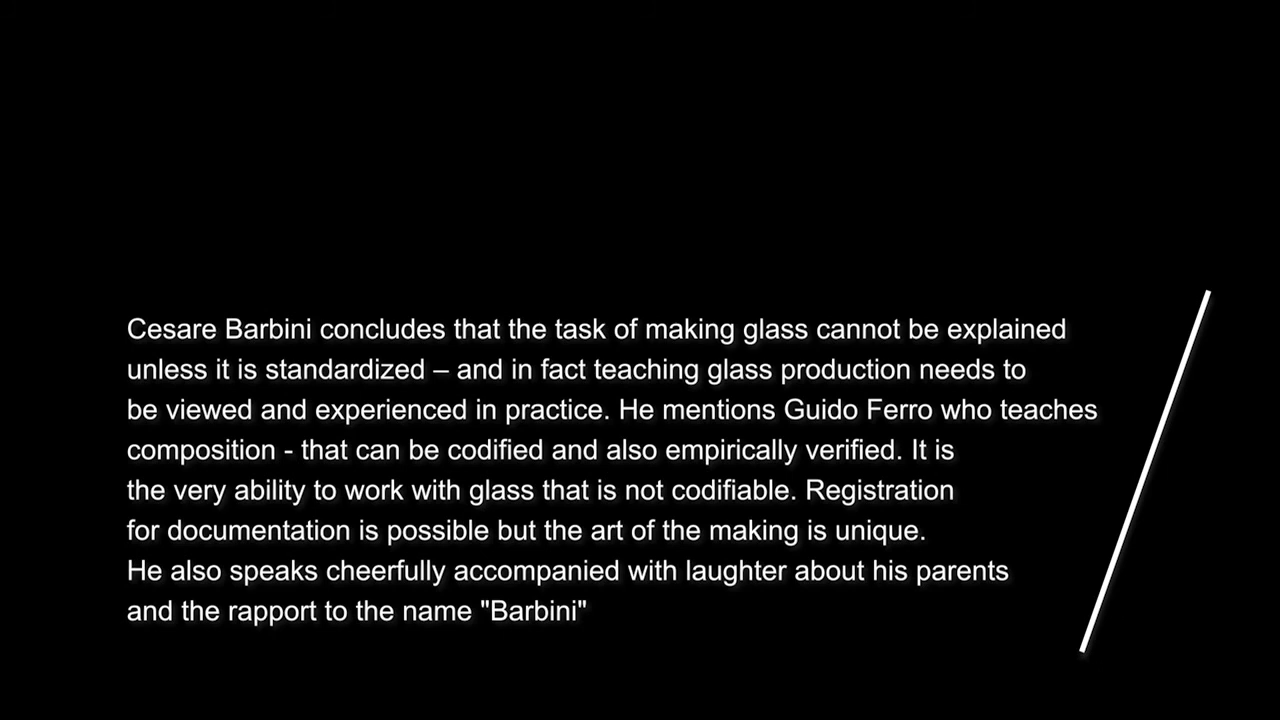 Cesare Barbini concludes that the task of making glass cannot be explained
unless it is standardized – and in fact teaching glass production needs to
be viewed and experienced in practice. He mentions Guido Ferro who teaches
composition - that can be codified and also empirically verified. It is
the very ability to work with glass that is not codifiable. Registration
for documentation is possible but the art of the making is unique.
He also speaks cheerfully accompanied with laughter about his parents
and the rapport to the name "Barbini"